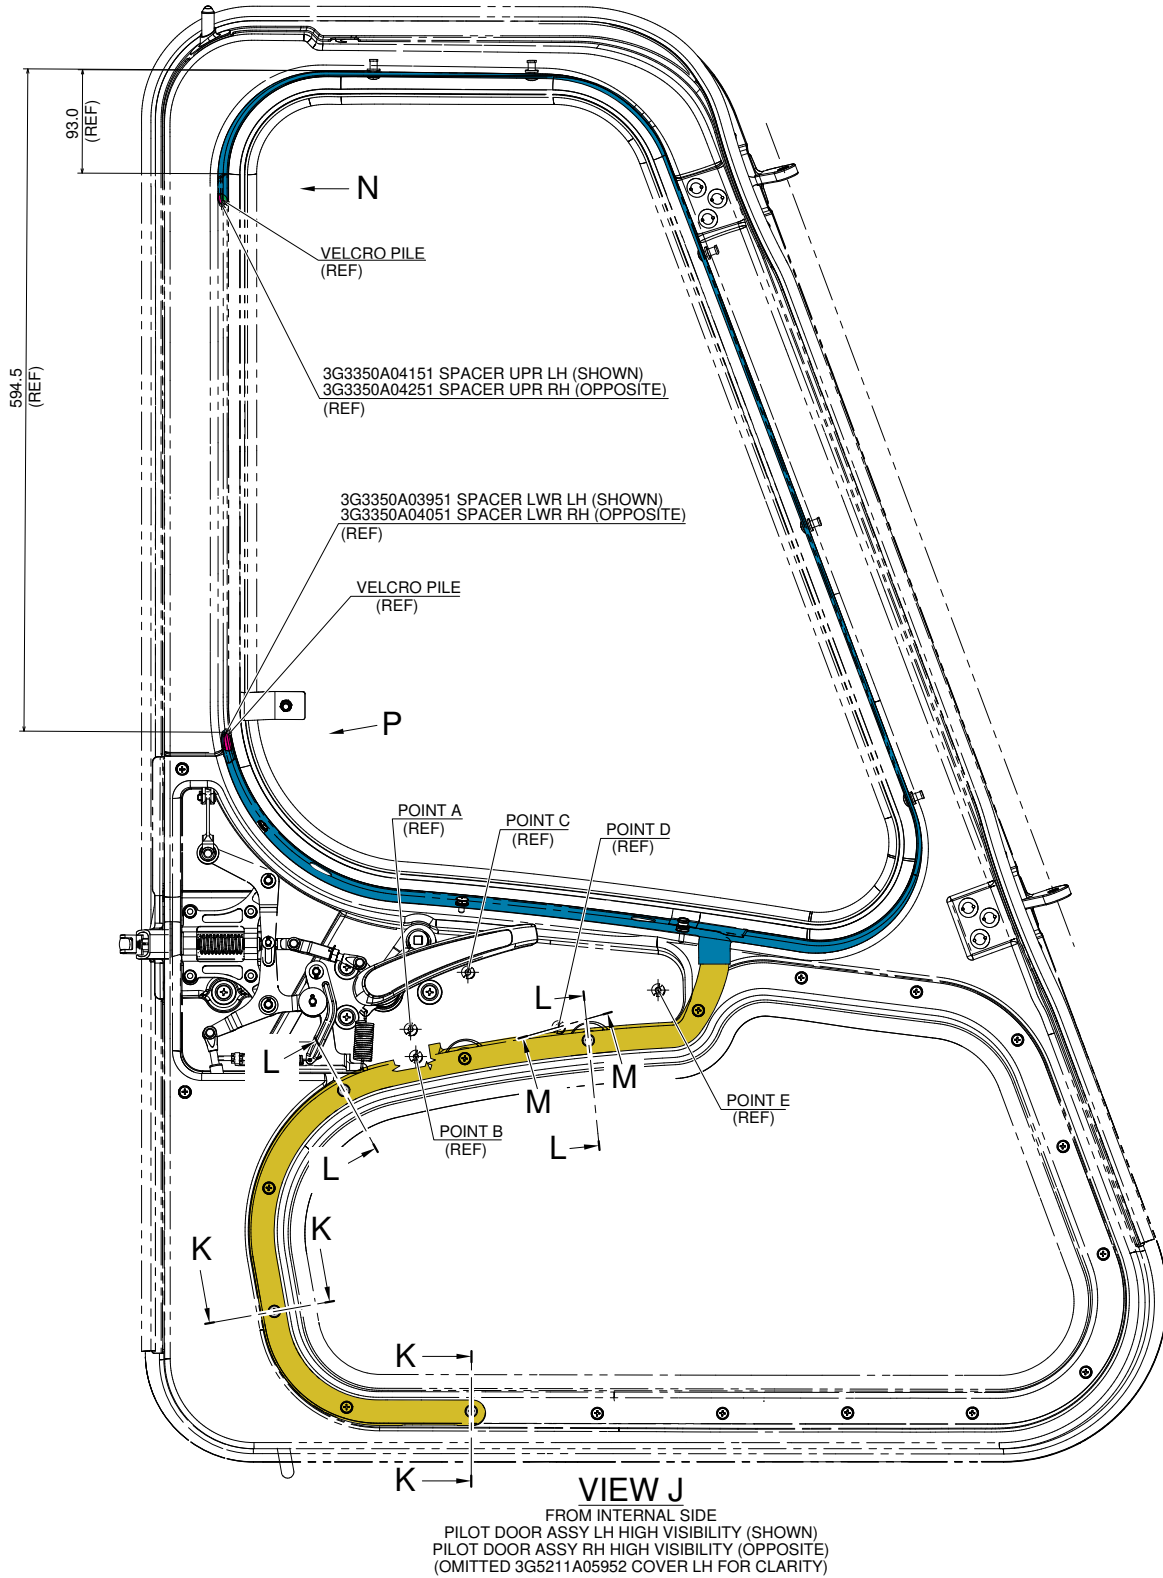 93.0
(REF)
594.5
(REF)
N
VELCRO PILE
(REF)
3G3350A04151 SPACER UPR LH (SHOWN)
3G3350A04251 SPACER UPR RH (OPPOSITE)
(REF)
3G3350A03951 SPACER LWR LH (SHOWN)
3G3350A04051 SPACER LWR RH (OPPOSITE)
(REF)
VELCRO PILE
(REF)
P
POINT A
(REF)
POINT C
(REF)
POINT D
(REF)
L
L
M
M
POINT E
(REF)
POINT B
(REF)
L
L
K
K
K
K
VIEW J
FROM INTERNAL SIDE
PILOT DOOR ASSY LH HIGH VISIBILITY (SHOWN)
PILOT DOOR ASSY RH HIGH VISIBILITY (OPPOSITE)
(OMITTED 3G5211A05952 COVER LH FOR CLARITY)